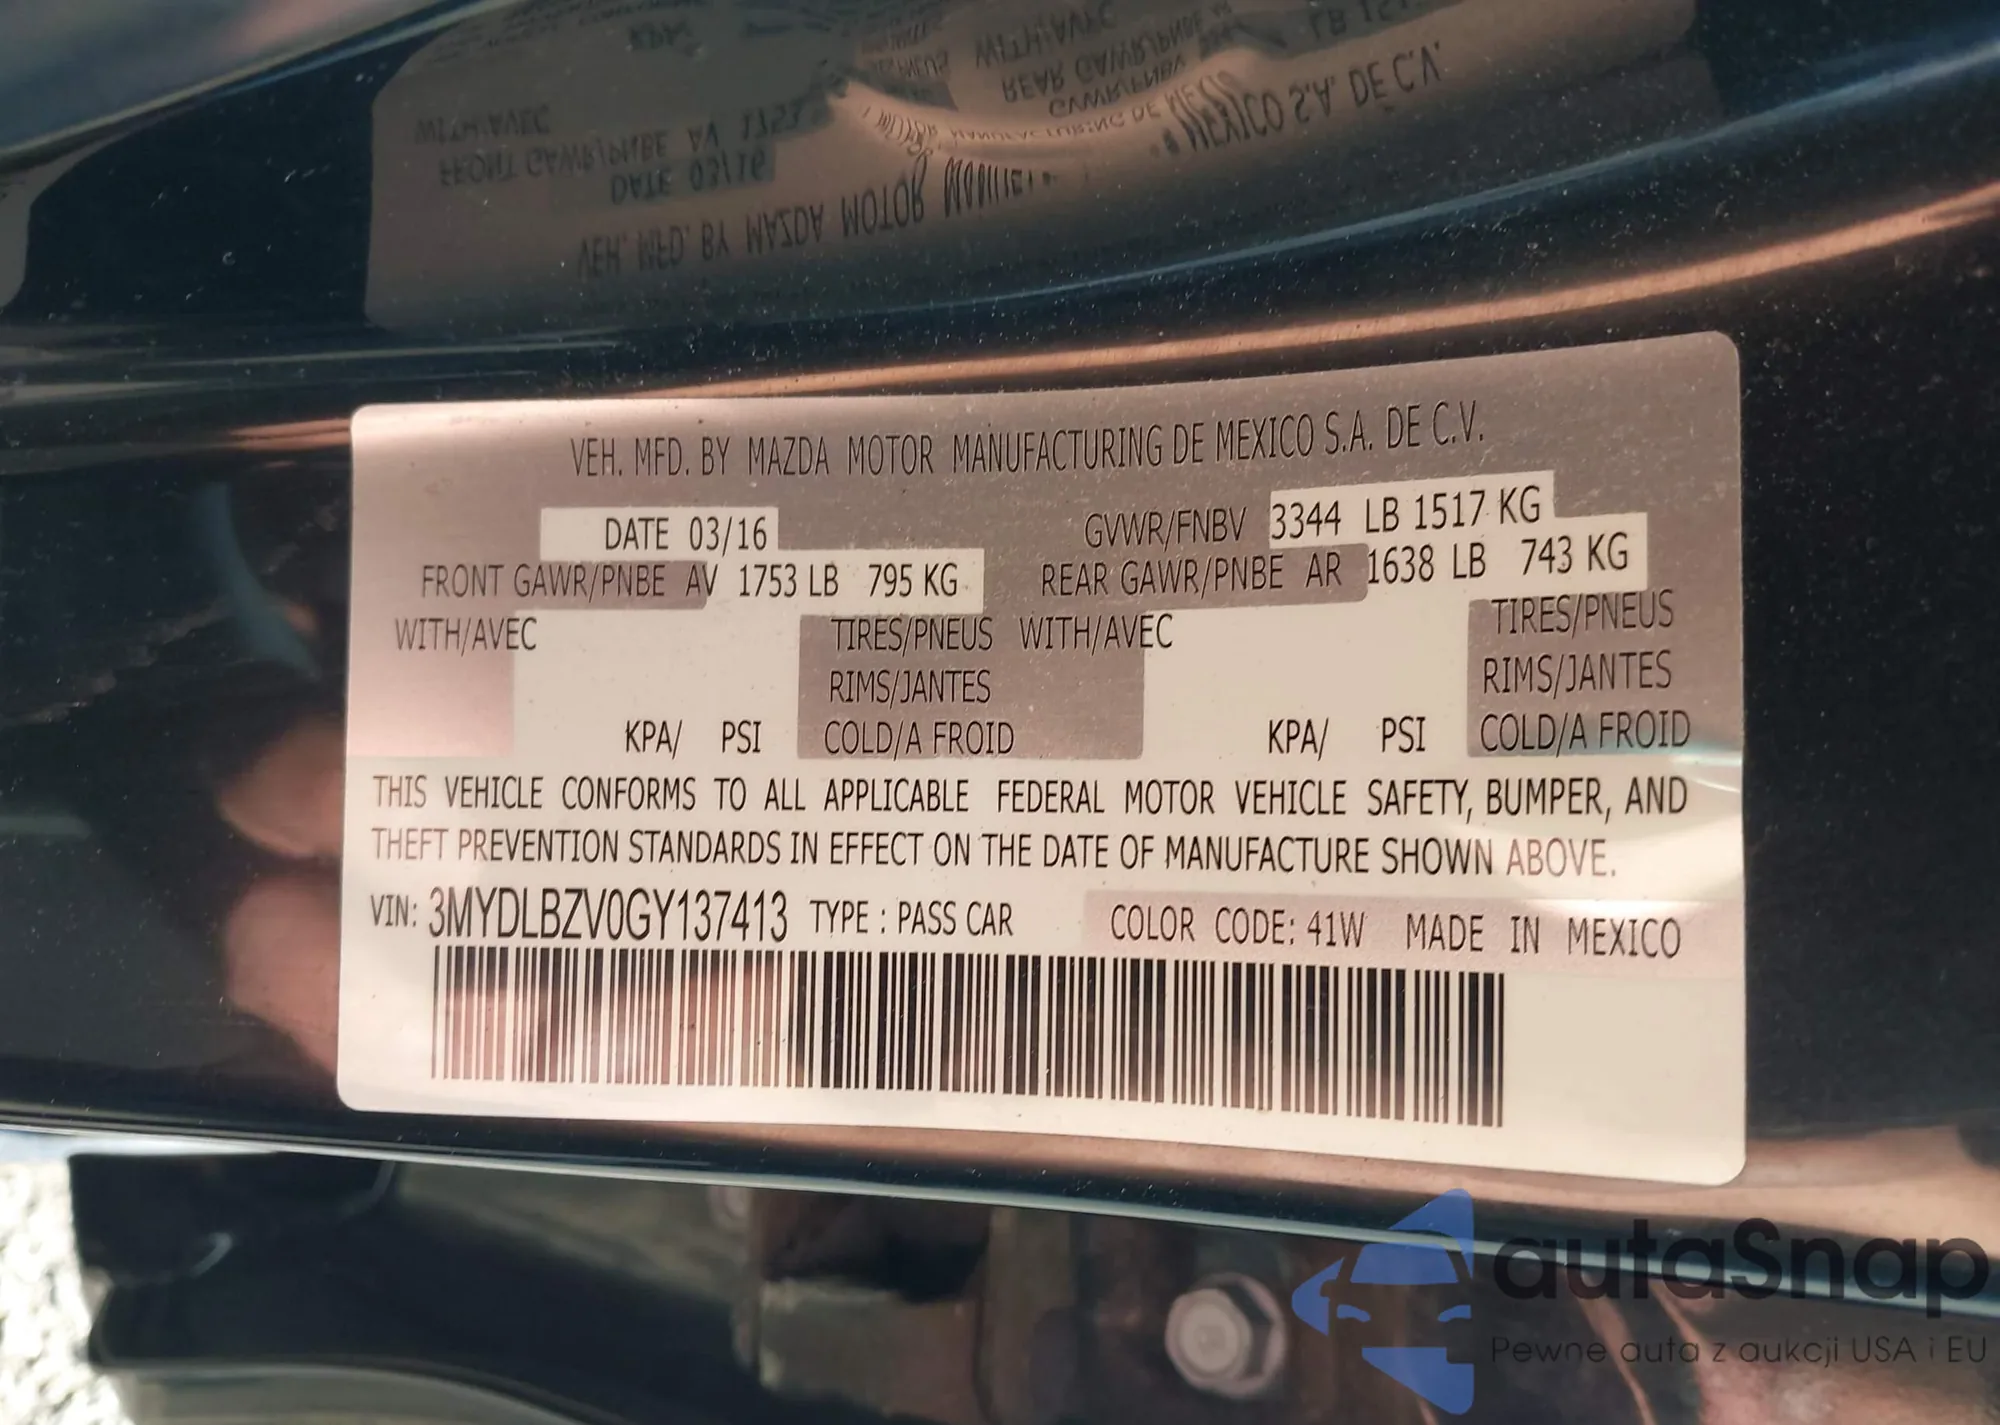 VEH. MFD. BY MAZDA MOTOR MANUFACTURING DE MEXICO S.A. DE C.V.
DATE 03/16 GVWR/FNBV 3344 LB 1517 KG
FRONT GAWR/PNBE AV 1753 LB 795 KG REAR GAWR/PNBE AR 1638 LB 743 KG
WITH/AVEC TIRES/PNEUS WITH/AVEC TIRES/PNEUS
RIMS/JANTES RIMS/JANTES
KPA/ PSI COLD/A FROID KPA/ PSI COLD/A FROID
THIS VEHICLE CONFORMS TO ALL APPLICABLE FEDERAL MOTOR VEHICLE SAFETY, BUMPER, AND
THEFT PREVENTION STANDARDS IN EFFECT ON THE DATE OF MANUFACTURE SHOWN ABOVE.
VIN: 3MYDLBZV0GY137413 TYPE : PASS CAR COLOR CODE: 41W MADE IN MEXICO
autaSnap
Pewne auta z aukcji USA i EU